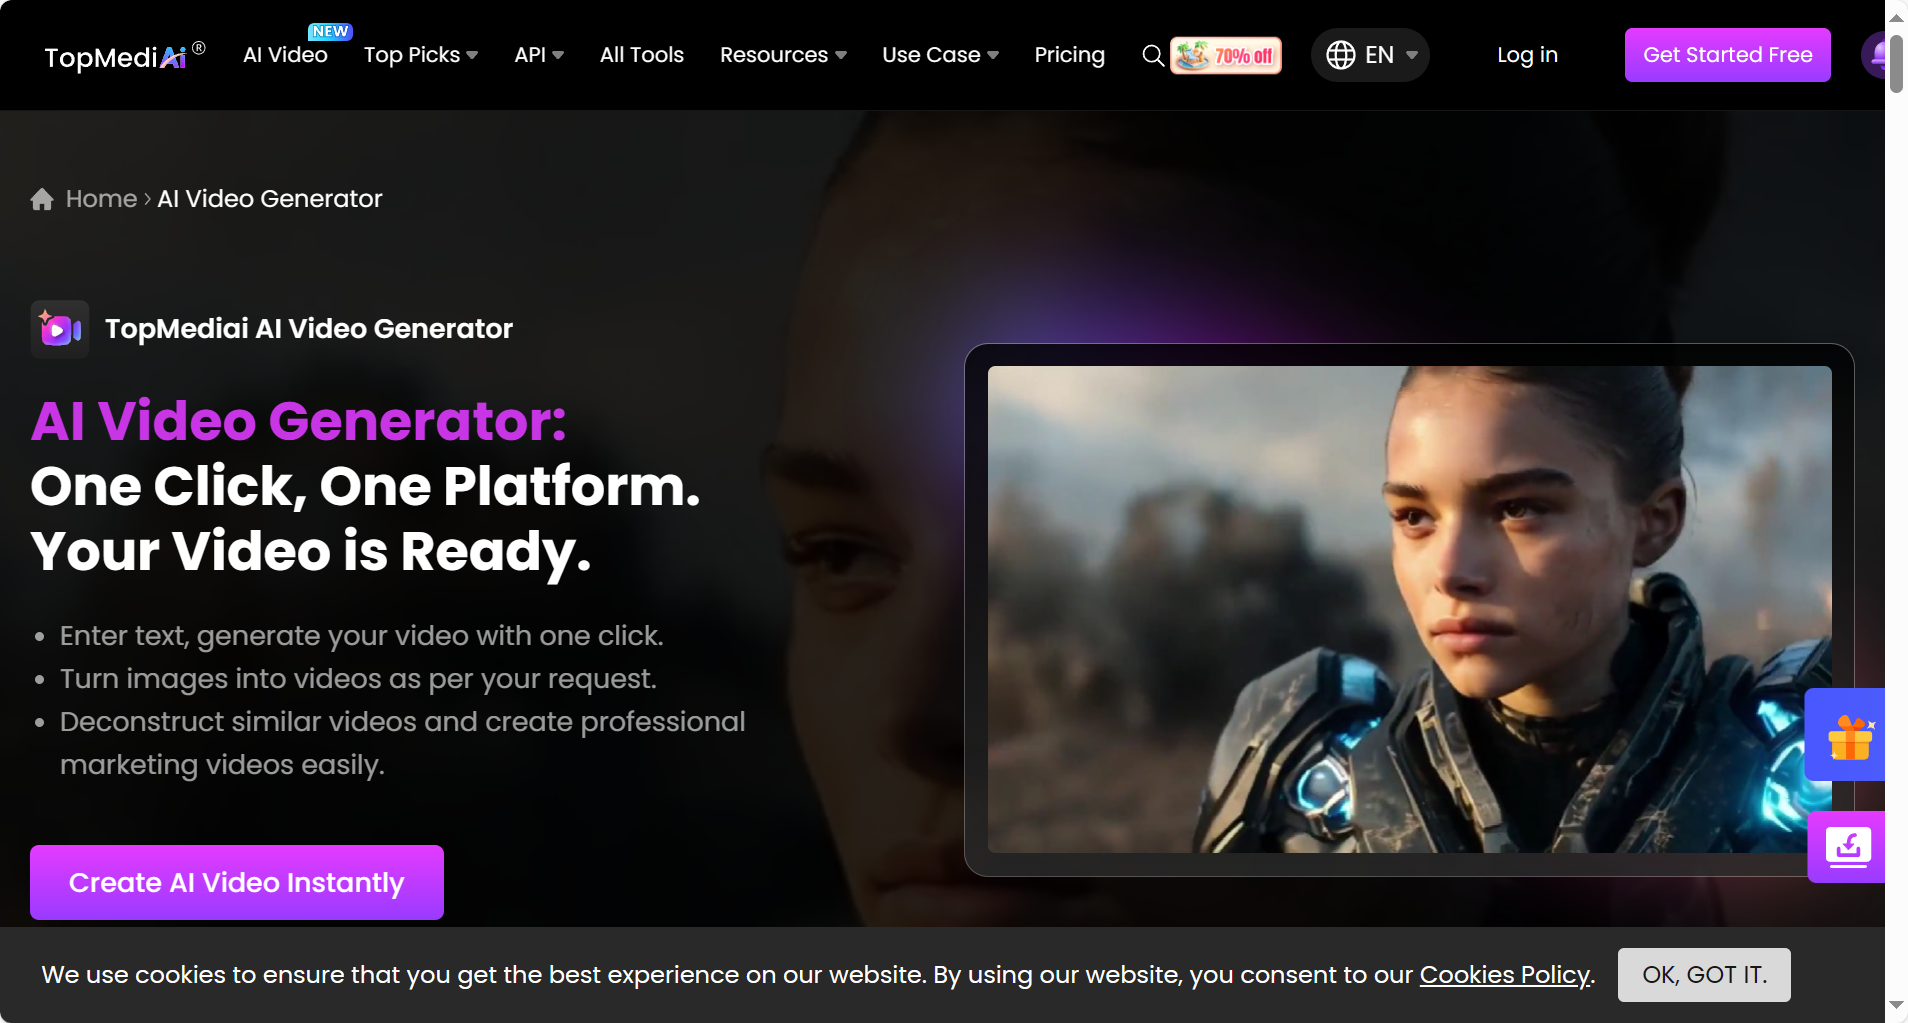 TopMediAi®
AI Video
NEW
Top Picks
API
All Tools
Resources
Use Case
Pricing
70% off
EN
Log in
Get Started Free
Home › AI Video Generator
TopMediai AI Video Generator
AI Video Generator:
One Click, One Platform.
Your Video is Ready.
• Enter text, generate your video with one click.
• Turn images into videos as per your request.
• Deconstruct similar videos and create professional
marketing videos easily.
Create AI Video Instantly
We use cookies to ensure that you get the best experience on our website. By using our website, you consent to our Cookies Policy.
OK, GOT IT.